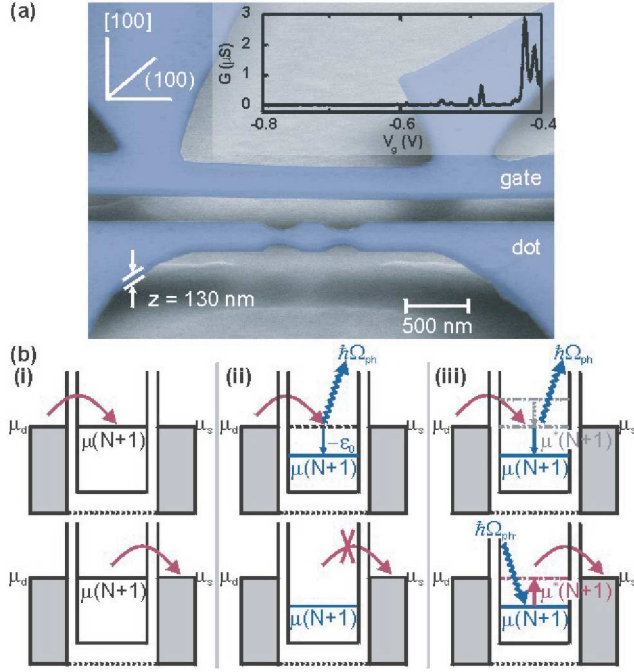 (a)
[100]
(100)
G (μS)
3
2
1
0
-0.8
-0.6
-0.4
V_g (V)
gate
dot
z = 130 nm
500 nm
(b)
(i)
(ii)
(iii)
ℏΩ_ph
ℏΩ_ph
μ_d
μ(N+1)
μ_s
μ_d
-ε_0
μ(N+1)
μ_s
μ_d
μ*(N+1)
μ(N+1)
μ_s
ℏΩ_ph
μ_d
μ(N+1)
μ_s
μ_d
μ(N+1)
μ_s
μ_d
μ*(N+1)
μ(N+1)
μ_s